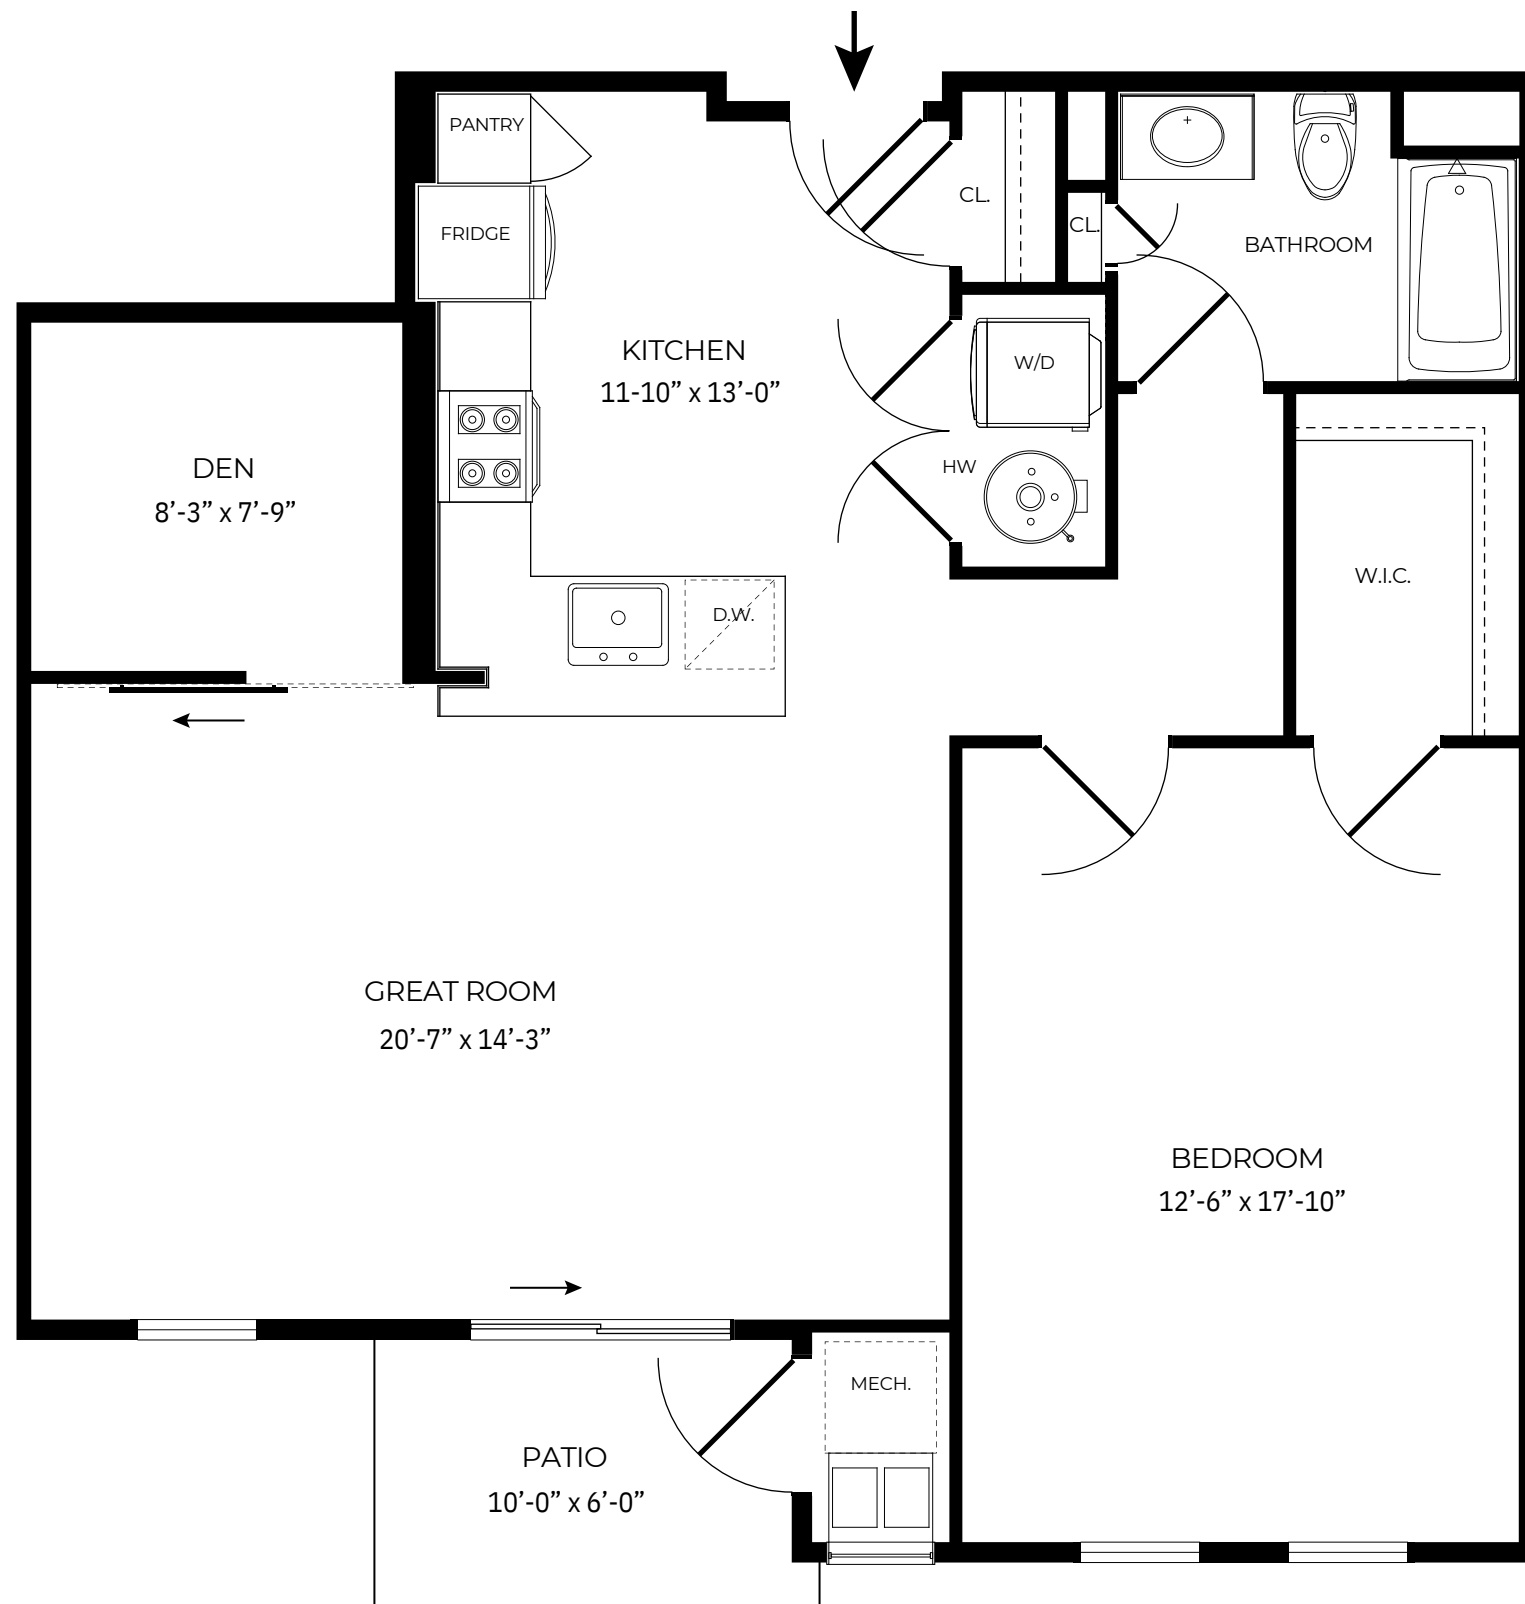 PANTRY
FRIDGE
CL.
CL.
BATHROOM
KITCHEN
11-10” x 13’-0”
W/D
HW
DEN
8’-3” x 7’-9”
D.W.
W.I.C.
GREAT ROOM
20’-7” x 14’-3”
BEDROOM
12’-6” x 17’-10”
MECH.
PATIO
10’-0” x 6’-0”